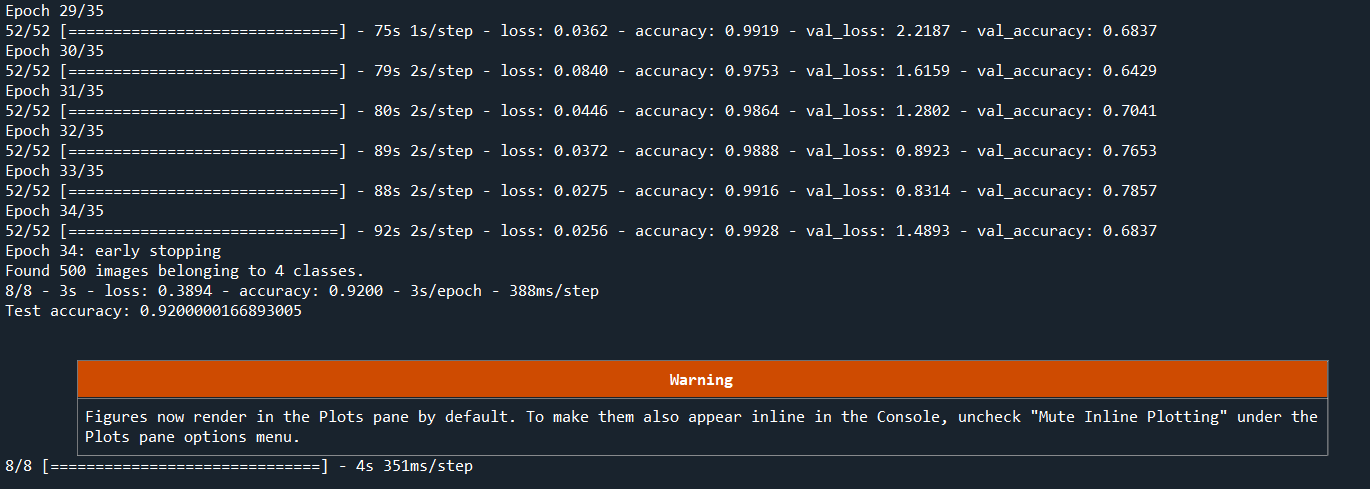 Epoch 29/35
52/52 [==============================] - 75s 1s/step - loss: 0.0362 - accuracy: 0.9919 - val_loss: 2.2187 - val_accuracy: 0.6837
Epoch 30/35
52/52 [==============================] - 79s 2s/step - loss: 0.0840 - accuracy: 0.9753 - val_loss: 1.6159 - val_accuracy: 0.6429
Epoch 31/35
52/52 [==============================] - 80s 2s/step - loss: 0.0446 - accuracy: 0.9864 - val_loss: 1.2802 - val_accuracy: 0.7041
Epoch 32/35
52/52 [==============================] - 89s 2s/step - loss: 0.0372 - accuracy: 0.9888 - val_loss: 0.8923 - val_accuracy: 0.7653
Epoch 33/35
52/52 [==============================] - 88s 2s/step - loss: 0.0275 - accuracy: 0.9916 - val_loss: 0.8314 - val_accuracy: 0.7857
Epoch 34/35
52/52 [==============================] - 92s 2s/step - loss: 0.0256 - accuracy: 0.9928 - val_loss: 1.4893 - val_accuracy: 0.6837
Epoch 34: early stopping
Found 500 images belonging to 4 classes.
8/8 - 3s - loss: 0.3894 - accuracy: 0.9200 - 3s/epoch - 388ms/step
Test accuracy: 0.9200000166893005
Warning
Figures now render in the Plots pane by default. To make them also appear inline in the Console, uncheck "Mute Inline Plotting" under the
Plots pane options menu.
8/8 [==============================] - 4s 351ms/step